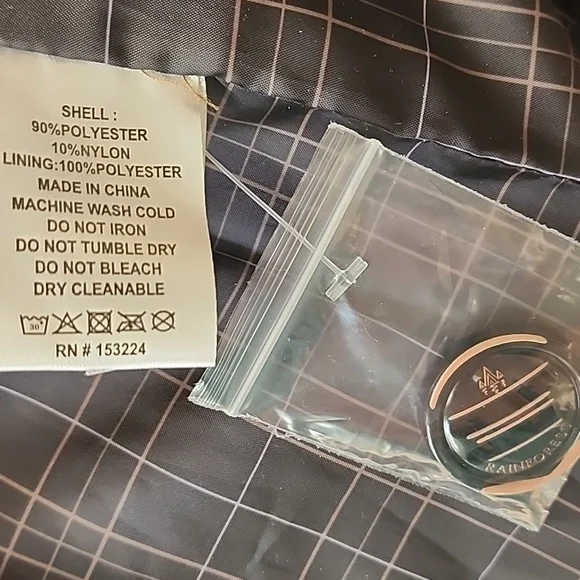 SHELL :
90%POLYESTER
10%NYLON
LINING:100%POLYESTER
MADE IN CHINA
MACHINE WASH COLD
DO NOT IRON
DO NOT TUMBLE DRY
DO NOT BLEACH
DRY CLEANABLE
30
RN # 153224
RAINFOREST